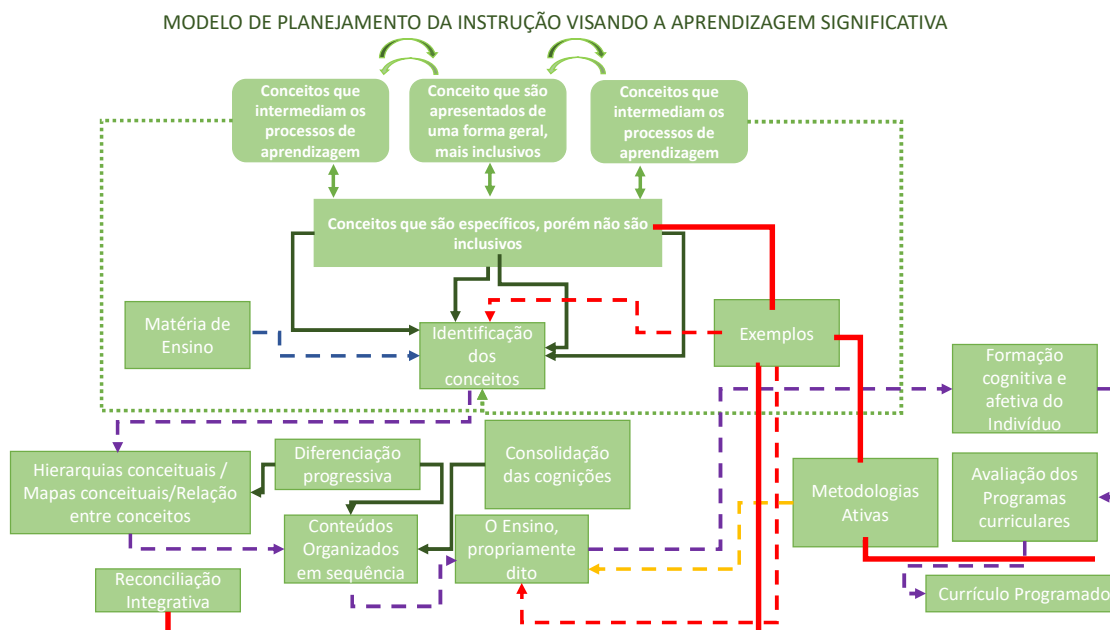 MODELO DE PLANEJAMENTO DA INSTRUÇÃO VISANDO A APRENDIZAGEM SIGNIFICATIVA
Conceitos que
intermediam os
processos de
aprendizagem
Conceito que são
apresentados de
uma forma geral,
mais inclusivos
Conceitos que
intermediam os
processos de
aprendizagem
Conceitos que são específicos, porém não são
inclusivos
Matéria de
Ensino
Identificação
dos
conceitos
Exemplos
Formação
cognitiva e
afetiva do
Indivíduo
Hierarquias conceituais /
Mapas conceituais/Relação
entre conceitos
Diferenciação
progressiva
Consolidação
das cognições
Metodologias
Ativas
Avaliação dos
Programas
curriculares
Conteúdos
Organizados
em sequência
O Ensino,
propriamente
dito
Reconciliação
Integrativa
Currículo Programado